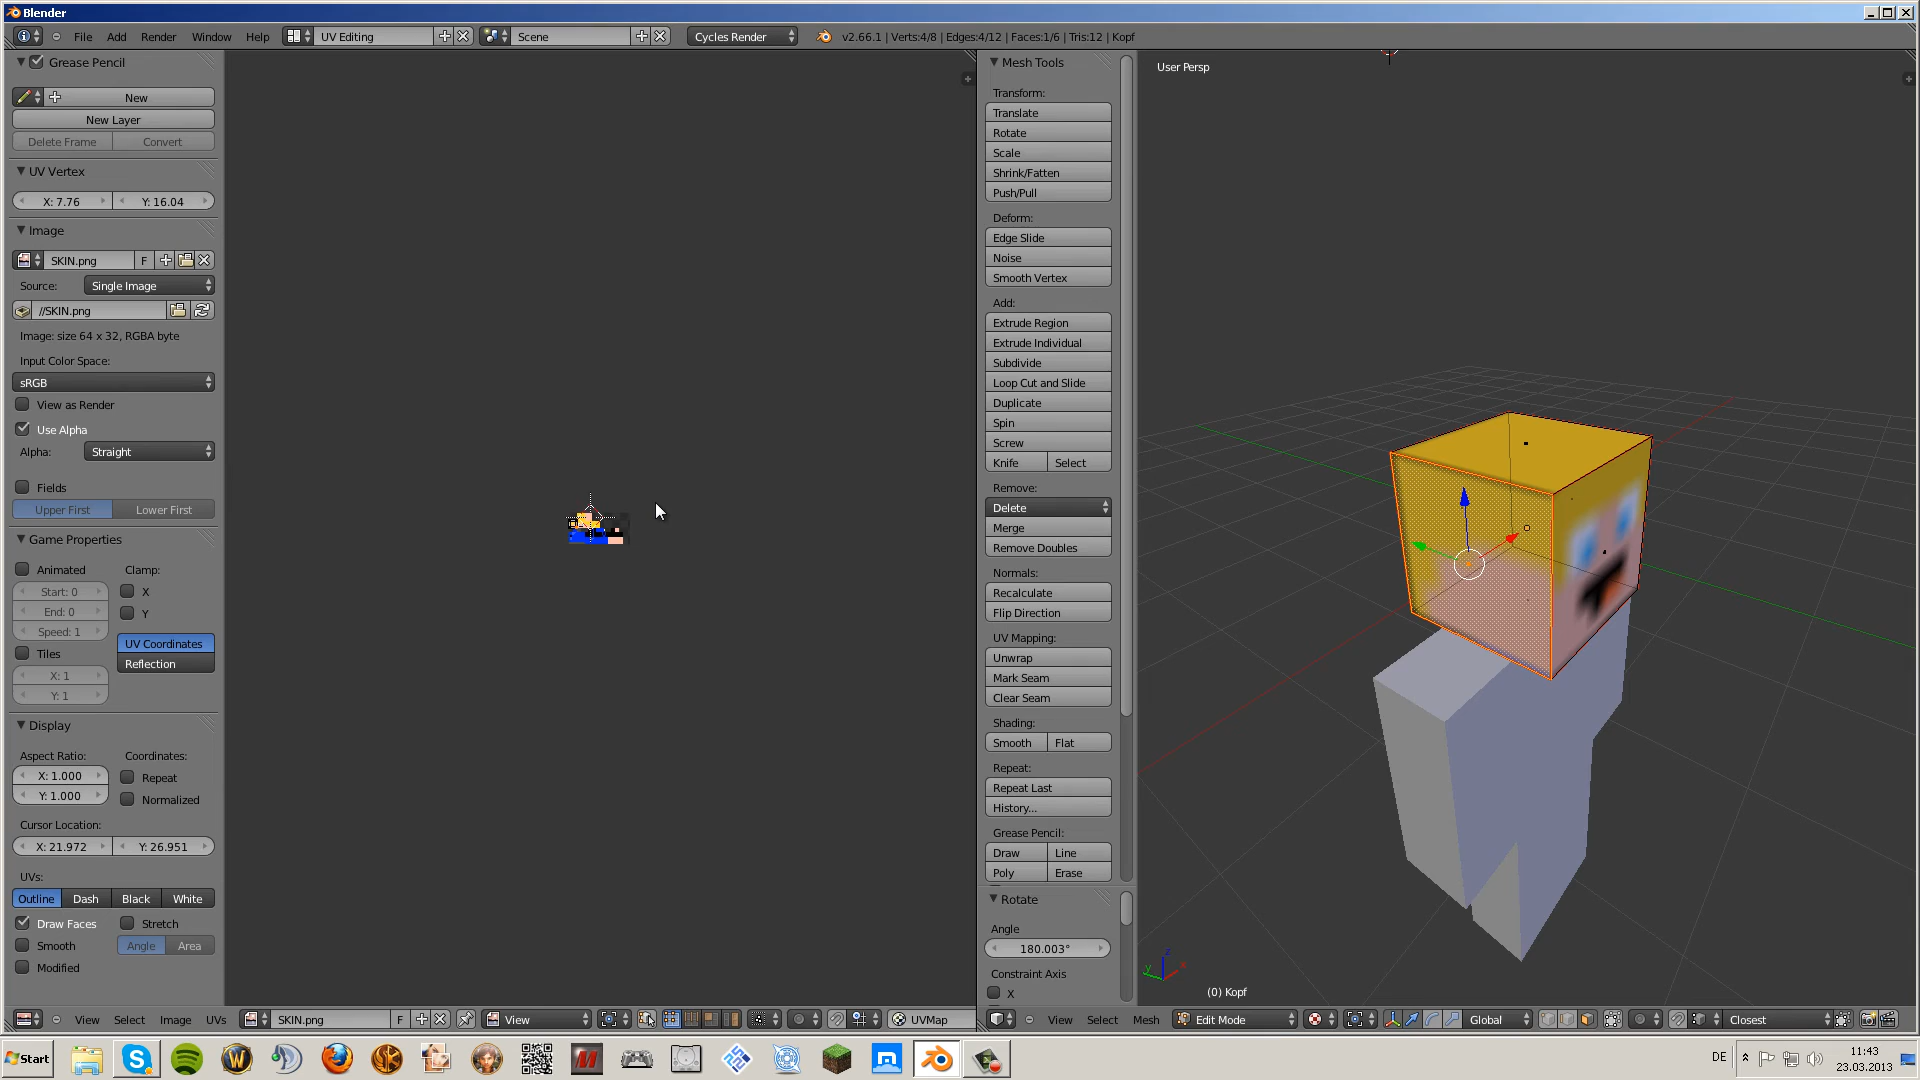 Blender
File Add Render Window Help UV Editing Scene Cycles Render v2.66.1 | Verts:4/8 | Edges:4/12 | Faces:1/6 | Tris:12 | Kopf
Grease Pencil
New
New Layer
Delete Frame Convert
UV Vertex
X: 7.76 Y: 16.04
Image
SKIN.png F
Source: Single Image
//SKIN.png
Image: size 64 x 32, RGBA byte
Input Color Space:
sRGB
View as Render
Use Alpha
Alpha: Straight
Fields
Upper First Lower First
Game Properties
Animated Clamp:
Start: 0 X
End: 0 Y
Speed: 1
UV Coordinates
Tiles
Reflection
X: 1
Y: 1
Display
Aspect Ratio: Coordinates:
X: 1.000 Repeat
Y: 1.000 Normalized
Cursor Location:
X: 21.972 Y: 26.951
UVs:
Outline Dash Black White
Draw Faces Stretch
Smooth Angle Area
Modified
View Select Image UVs SKIN.png F View UVMap
Mesh Tools
Transform:
Translate
Rotate
Scale
Shrink/Fatten
Push/Pull
Deform:
Edge Slide
Noise
Smooth Vertex
Add:
Extrude Region
Extrude Individual
Subdivide
Loop Cut and Slide
Duplicate
Spin
Screw
Knife Select
Remove:
Delete
Merge
Remove Doubles
Normals:
Recalculate
Flip Direction
UV Mapping:
Unwrap
Mark Seam
Clear Seam
Shading:
Smooth Flat
Repeat:
Repeat Last
History...
Grease Pencil:
Draw Line
Poly Erase
Rotate
Angle
180.003°
Constraint Axis
X
User Persp
z
y x
(0) Kopf
View Select Mesh Edit Mode Global Closest
Start DE 11:43
23.03.2013